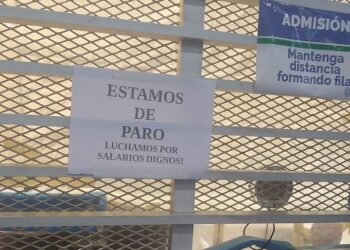 ADMISIÓN
Mantenga
distancia
formando fila
ESTAMOS
DE
PARO
LUCHAMOS POR
SALARIOS DIGNOS!